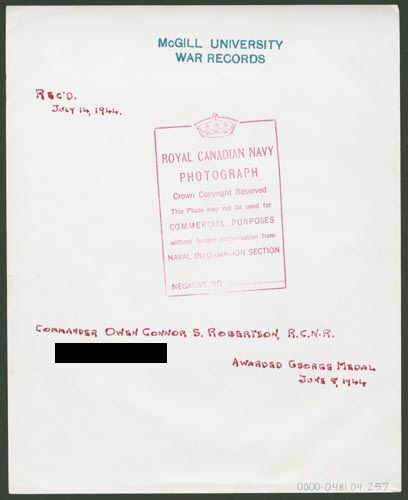 McGILL UNIVERSITY
WAR RECORDS
REC'D.
JULY 14, 1944.
ROYAL CANADIAN NAVY
PHOTOGRAPH
Crown Copyright Reserved
This Photo may not be used for
COMMERCIAL PURPOSES
without further authorization from
NAVAL INFORMATION SECTION
NEGATIVE NO. ....................
COMMANDER OWEN CONNOR S. ROBERTSON, R.C.N.R.
AWARDED GEORGE MEDAL
JUNE 8, 1944
0000-0481.04.257